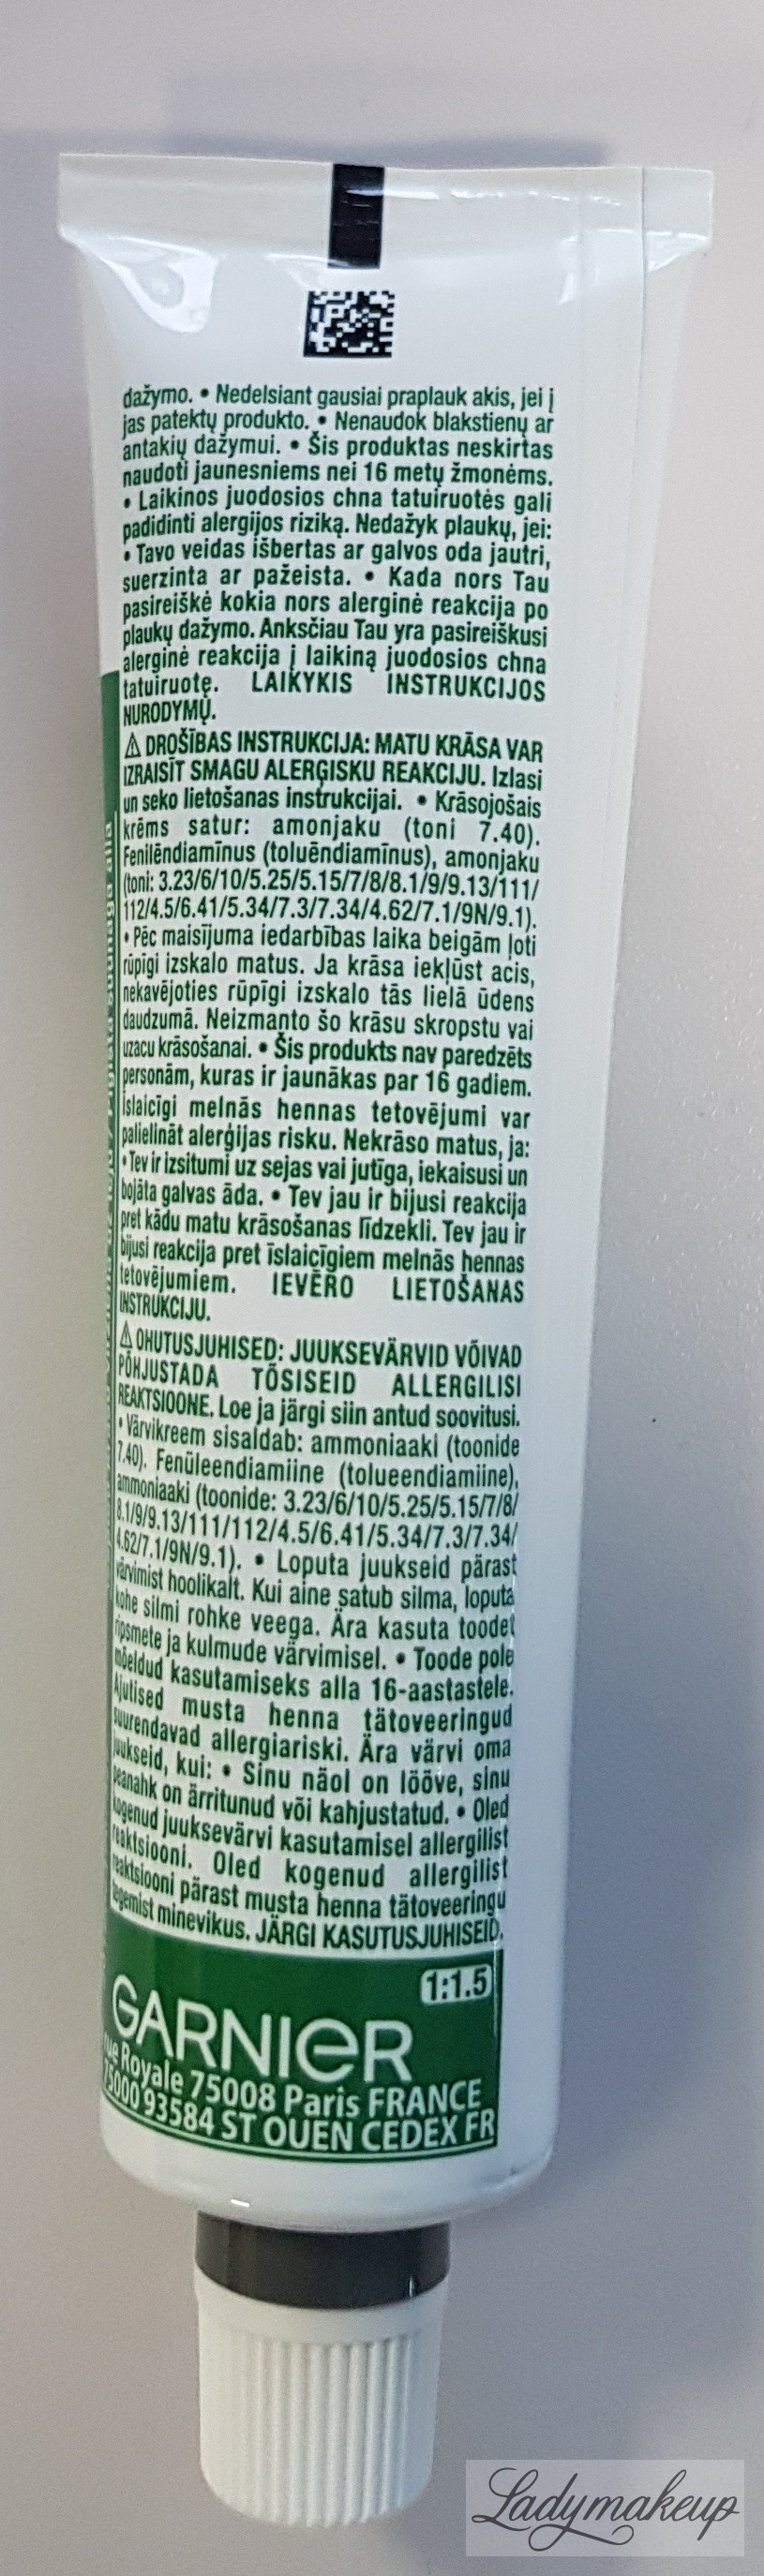 dažymo. • Nedelsiant gausiai praplauk akis, jei į
jas patektų produkto. • Nenaudok blakstienų ar
antakių dažymui. • Šis produktas neskirtas
naudoti jaunesniems nei 16 metų žmonėms.
• Laikinos juodosios chna tatuiruotės gali
padidinti alergijos riziką. Nedažyk plaukų, jei:
• Tavo veidas išbertas ar galvos oda jautri,
suerzinta ar pažeista. • Kada nors Tau
pasireiškė kokia nors alerginė reakcija po
plaukų dažymo. Anksčiau Tau yra pasireiškusi
alerginė reakcija į laikiną juodosios chna
tatuiruotę. LAIKYKIS INSTRUKCIJOS
NURODYMŲ.
⚠ DROŠĪBAS INSTRUKCIJA: MATU KRĀSA VAR
IZRAISĪT SMAGU ALERĢISKU REAKCIJU. Izlasi
un seko lietošanas instrukcijai. • Krāsojošais
krēms satur: amonjaku (toni 7.40).
Fenilēndiamīnus (toluēndiamīnus), amonjaku
(toni: 3.23/6/10/5.25/5.15/7/8/8.1/9/9.13/111/
112/4.5/6.41/5.34/7.3/7.34/4.62/7.1/9N/9.1).
• Pēc maisījuma iedarbības laika beigām ļoti
rūpīgi izskalo matus. Ja krāsa iekļūst acis,
nekavējoties rūpīgi izskalo tās lielā ūdens
daudzumā. Neizmanto šo krāsu skropstu vai
uzacu krāsošanai. • Šis produkts nav paredzēts
personām, kuras ir jaunākas par 16 gadiem.
Īslaicīgi melnās hennas tetovējumi var
palielināt alerģijas risku. Nekrāso matus, ja:
• Tev ir izsitumi uz sejas vai jutīga, iekaisusi un
bojāta galvas āda. • Tev jau ir bijusi reakcija
pret kādu matu krāsošanas līdzekli. Tev jau ir
bijusi reakcija pret īslaicīgiem melnās hennas
tetovējumiem. IEVĒRO LIETOŠANAS
INSTRUKCIJU.
⚠ OHUTUSJUHISED: JUUKSEVÄRVID VÕIVAD
PÕHJUSTADA TÕSISEID ALLERGILISI
REAKTSIOONE. Loe ja järgi siin antud soovitusi.
• Värvikreem sisaldab: ammoniaaki (toonide
7.40). Fenüleendiamiine (tolueendiamiine),
ammoniaaki (toonide: 3.23/6/10/5.25/5.15/7/8/
8.1/9/9.13/111/112/4.5/6.41/5.34/7.3/7.34/
4.62/7.1/9N/9.1). • Loputa juukseid pärast
värvimist hoolikalt. Kui aine satub silma, loputa
kohe silmi rohke veega. Ära kasuta toodet
ripsmete ja kulmude värvimisel. • Toode pole
mõeldud kasutamiseks alla 16-aastastele.
Ajutised musta henna tätoveeringud
suurendavad allergiariski. Ära värvi oma
juukseid, kui: • Sinu näol on lööve, sinu
peanahk on ärritunud või kahjustatud. • Oled
kogenud juuksevärvi kasutamisel allergilist
reaktsiooni. Oled kogenud allergilist
reaktsiooni pärast musta henna tätoveeringu
tegemist minevikus. JÄRGI KASUTUSJUHISEID.
1:1.5
GARNIER
rue Royale 75008 Paris FRANCE
75000 93584 ST OUEN CEDEX FR
Ladymakeup